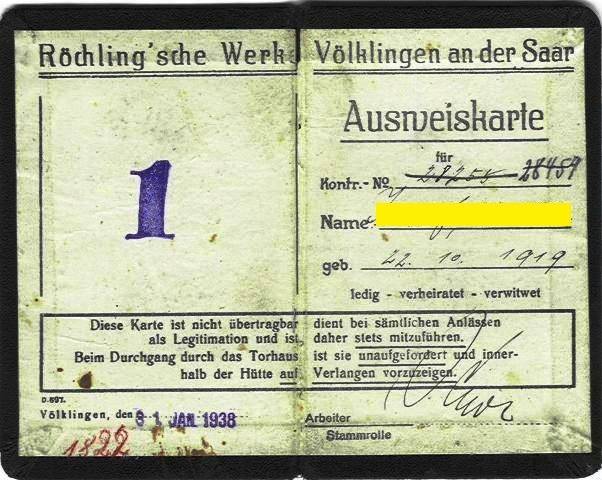 Röchling'sche Werke Völklingen an der Saar
1
Ausweiskarte
für
Kontr.-No 28255 28459
Name:
geb. 22. 10. 1919
ledig - verheiratet - verwitwet
Diese Karte ist nicht übertragbar dient bei sämtlichen Anlässen
als Legitimation und ist daher stets mitzuführen.
Beim Durchgang durch das Torhaus ist sie unaufgefordert und inner-
halb der Hütte auf Verlangen vorzuzeigen.
D.897.
Völklingen, den 31 JAN. 1938
1822
Arbeiter
Stammrolle